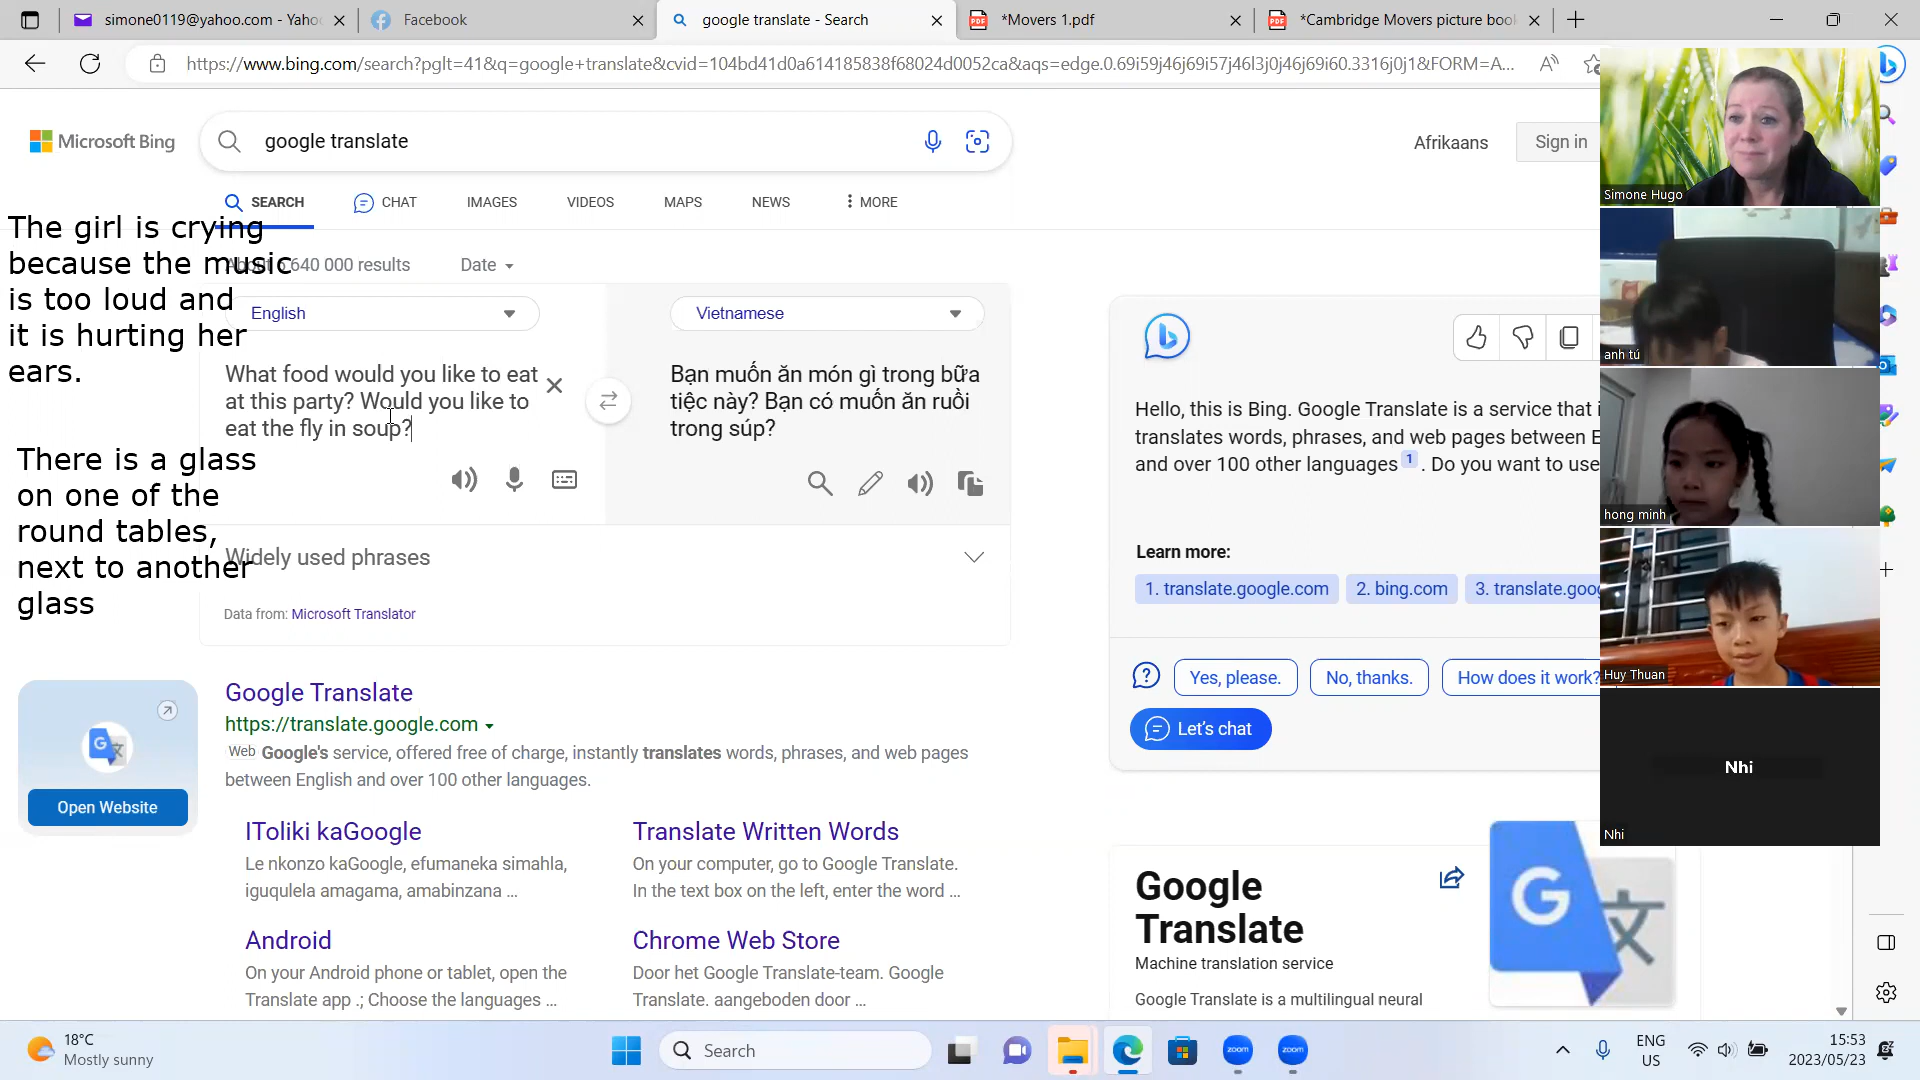 simone0119@yahoo.com - Yaho
Facebook
google translate - Search
*Movers 1.pdf
*Cambridge Movers picture boo
https://www.bing.com/search?pglt=41&q=google+translate&cvid=104bd41d0a614185838f68024d0052ca&aqs=edge.0.69i59j46j69i57j46l3j0j46j69i60.3316j0j1&FORM=A...
Microsoft Bing
google translate
Afrikaans
Sign in
SEARCH
CHAT
IMAGES
VIDEOS
MAPS
NEWS
MORE
The girl is crying
because the music
is too loud and
it is hurting her
ears.
640 000 results
Date
English
Vietnamese
What food would you like to eat
at this party? Would you like to
eat the fly in soup?
Bạn muốn ăn món gì trong bữa
tiệc này? Bạn có muốn ăn ruồi
trong súp?
There is a glass
on one of the
round tables,
next to another
glass
Widely used phrases
Data from: Microsoft Translator
Hello, this is Bing. Google Translate is a service that i
translates words, phrases, and web pages between E
and over 100 other languages 1 . Do you want to use
Learn more:
1. translate.google.com
2. bing.com
3. translate.goo
Yes, please.
No, thanks.
How does it work?
Let's chat
Open Website
Google Translate
https://translate.google.com
Web Google's service, offered free of charge, instantly translates words, phrases, and web pages
between English and over 100 other languages.
IToliki kaGoogle
Le nkonzo kaGoogle, efumaneka simahla,
iguqulela amagama, amabinzana ...
Translate Written Words
On your computer, go to Google Translate.
In the text box on the left, enter the word ...
Android
On your Android phone or tablet, open the
Translate app .; Choose the languages ...
Chrome Web Store
Door het Google Translate-team. Google
Translate. aangeboden door ...
Google
Translate
Machine translation service
Google Translate is a multilingual neural
Simone Hugo
anh tú
hong minh
Huy Thuan
Nhi
Nhi
18°C
Mostly sunny
Search
zoom
zoom
ENG
US
15:53
2023/05/23